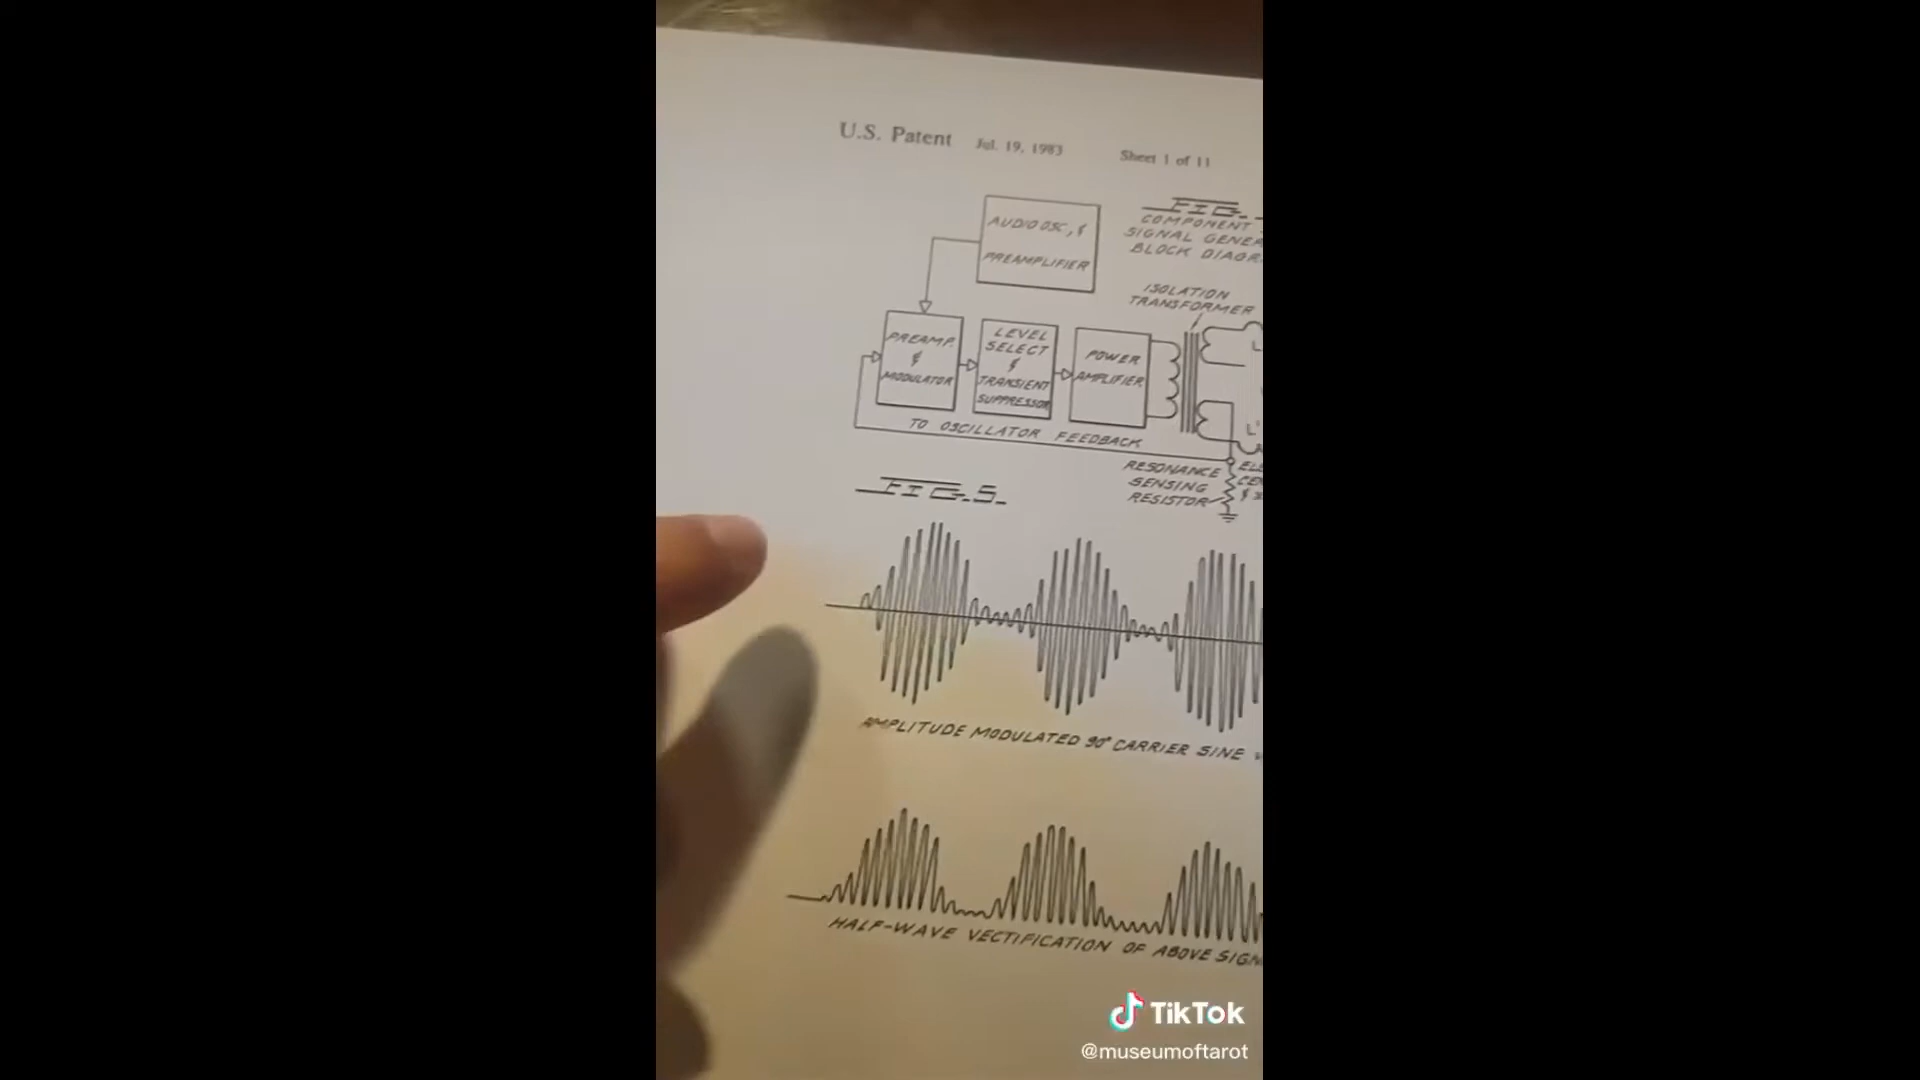 U.S. Patent Jul. 19, 1983 Sheet 1 of 11
FIG.
COMPONENT
SIGNAL GENER
BLOCK DIAGR
AUDIO OSC, &
PREAMPLIFIER
ISOLATION
TRANSFORMER
PREAMP.
&
MODULATOR
LEVEL
SELECT
&
TRANSIENT
SUPPRESSOR
POWER
AMPLIFIER
L
L'
TO OSCILLATOR FEEDBACK
RESONANCE
SENSING
RESISTOR
FIG. 5.
AMPLITUDE MODULATED 90° CARRIER SINE
HALF-WAVE VECTIFICATION OF ABOVE SIGN
TikTok
@museumoftarot